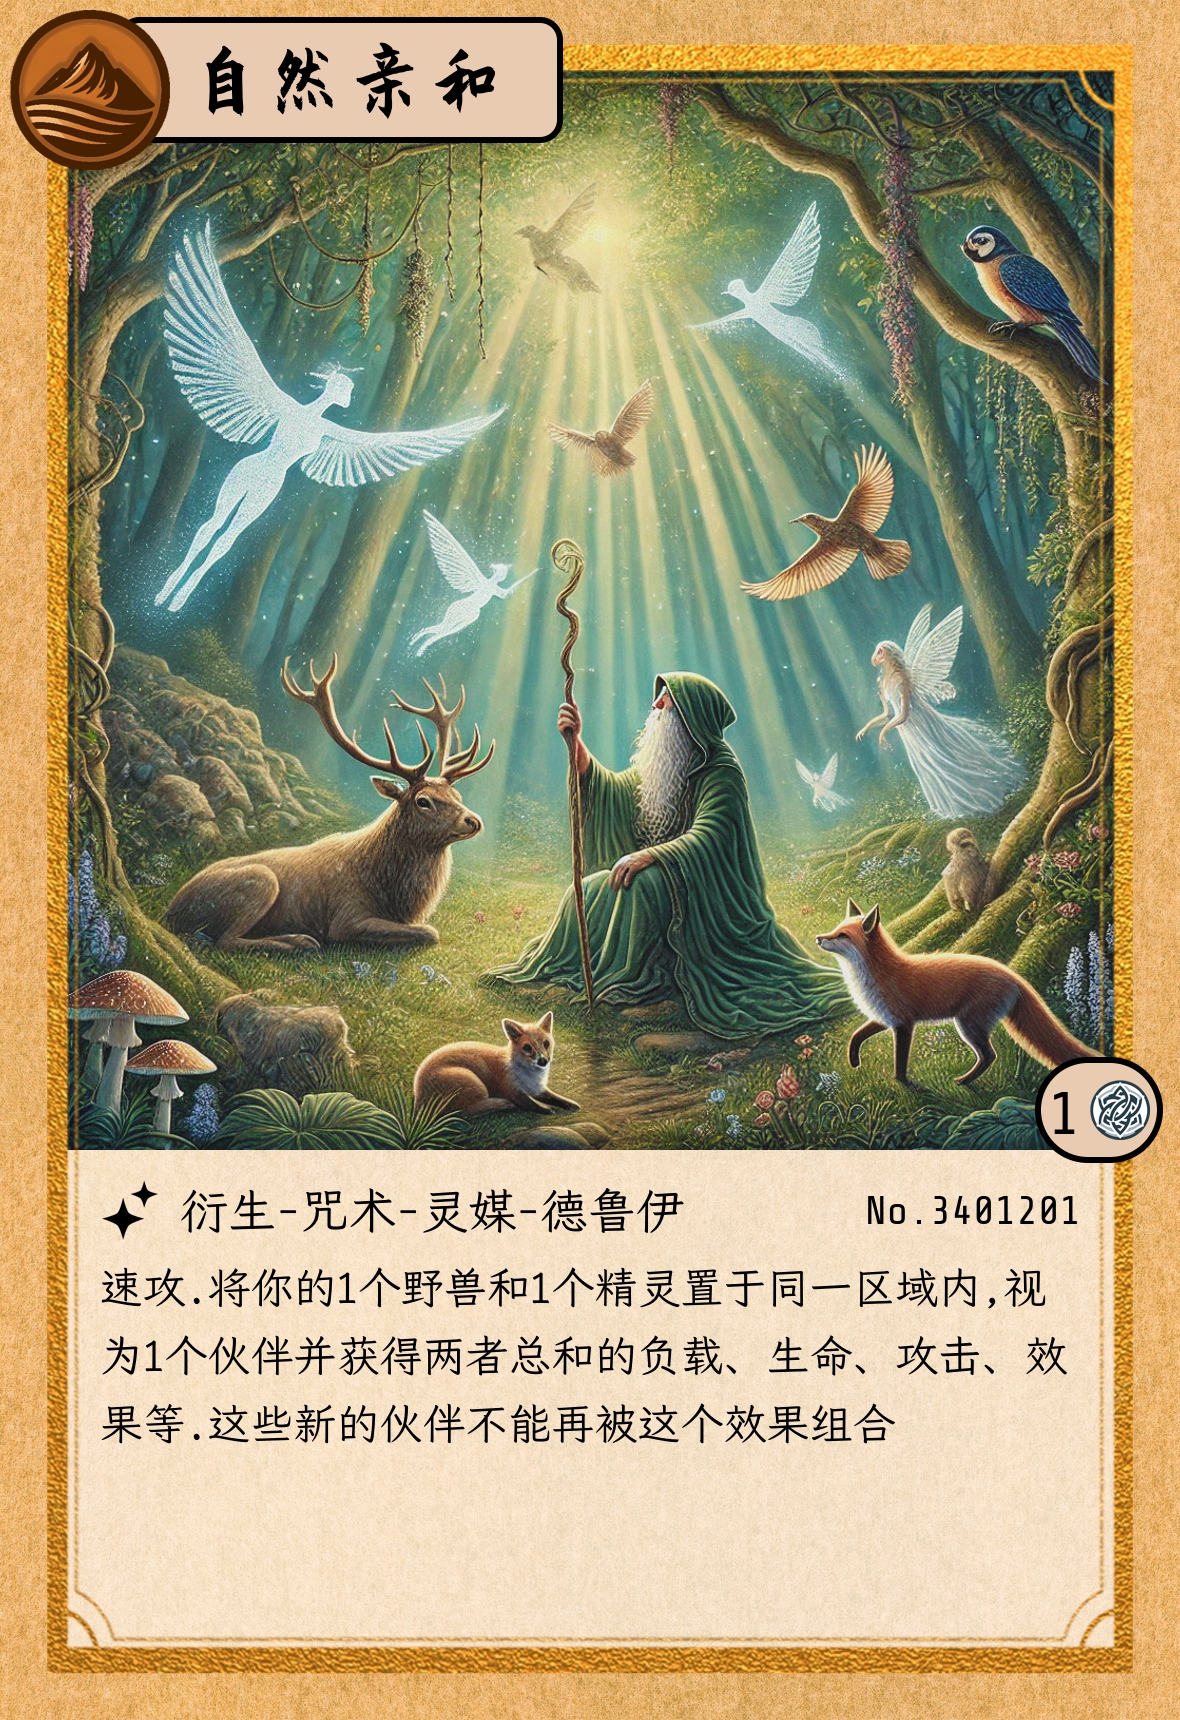 自然亲和
1
衍生-咒术-灵媒-德鲁伊 No.3401201
速攻.将你的1个野兽和1个精灵置于同一区域内,视
为1个伙伴并获得两者总和的负载、生命、攻击、效
果等.这些新的伙伴不能再被这个效果组合